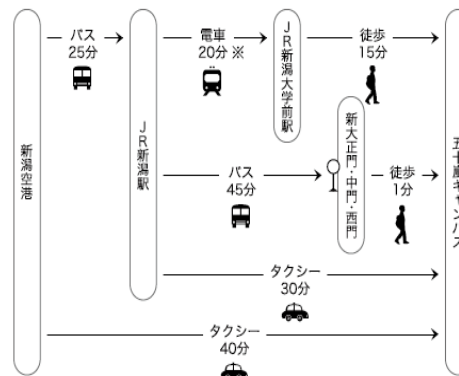 新潟空港
バス
25分
JR新潟駅
電車
20分 ※
JR新潟大学前駅
徒歩
15分
バス
45分
新大正門・中門・西門
徒歩
1分
タクシー
30分
タクシー
40分
五十嵐キャンパス